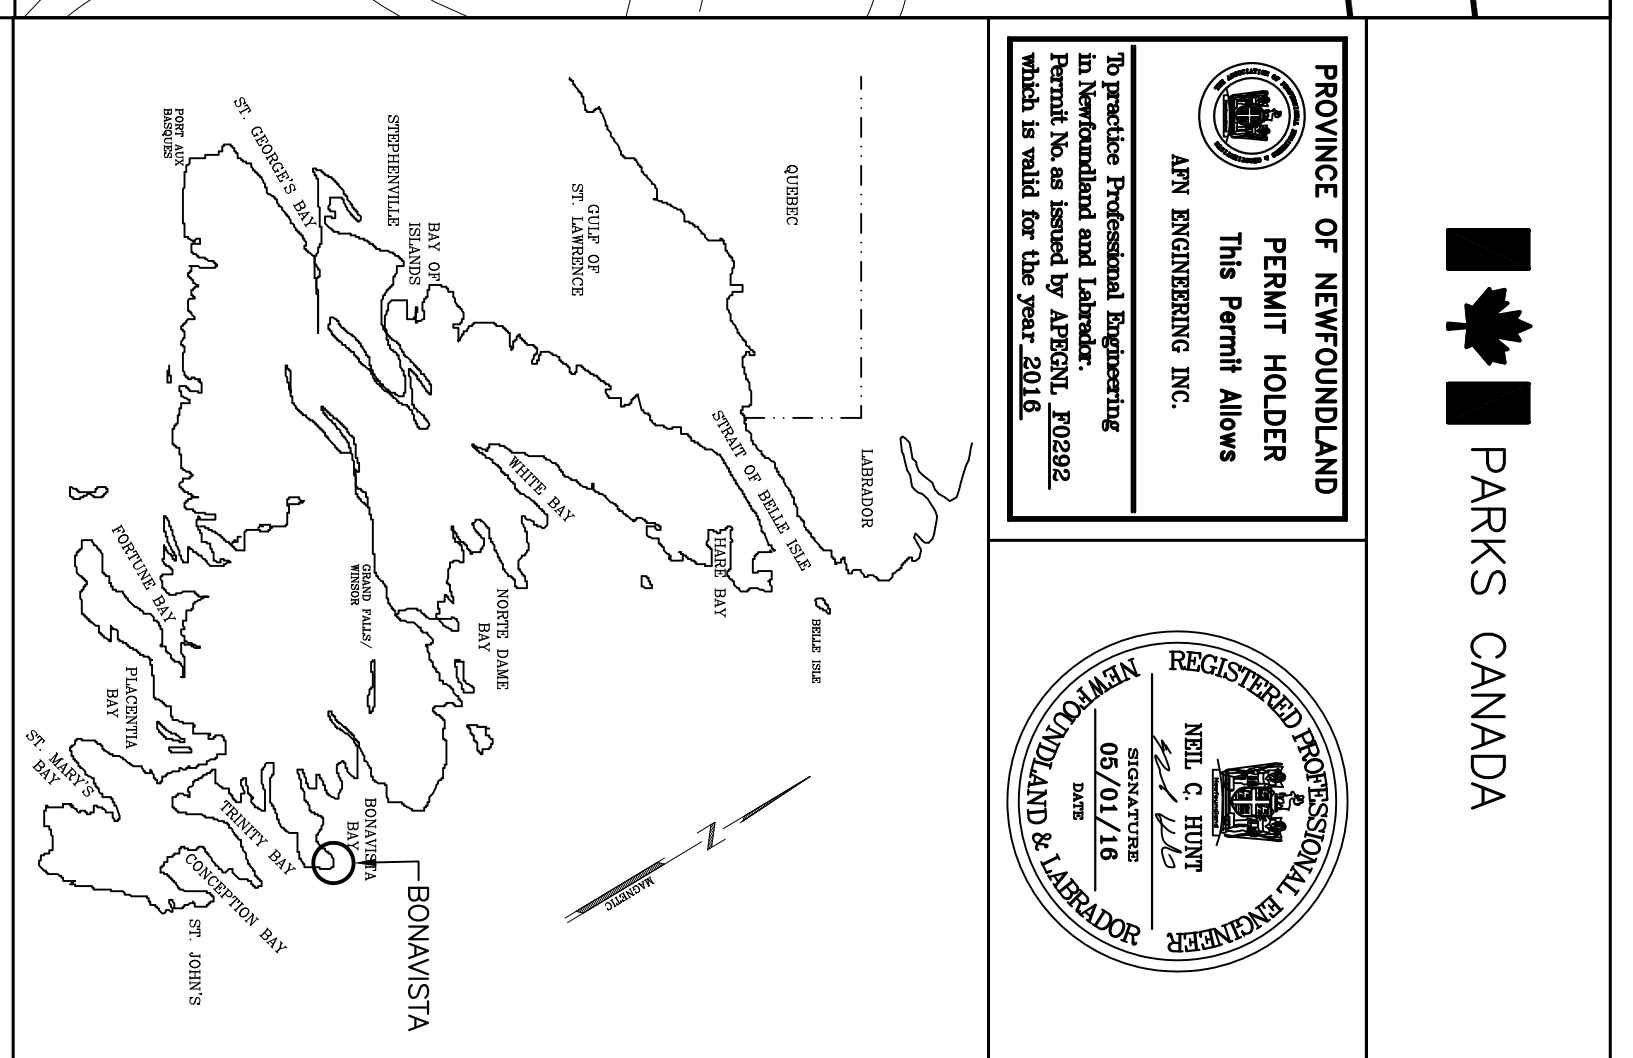 PARKS CANADA
PROVINCE OF NEWFOUNDLAND
PERMIT HOLDER
This Permit Allows
AFN ENGINEERING INC.
To practice Professional Engineering
in Newfoundland and Labrador.
Permit No. as issued by APEGNL F0292
which is valid for the year 2016
REGISTERED PROFESSIONAL ENGINEER
Newfoundland
NEIL C. HUNT
SIGNATURE
05/01/16
DATE
NEWFOUNDLAND & LABRADOR
LABRADOR
QUEBEC
BELLE ISLE
STRAIT OF BELLE ISLE
HARE BAY
GULF OF
ST. LAWRENCE
WHITE BAY
NORTE DAME
BAY
BAY OF
ISLANDS
STEPHENVILLE
ST. GEORGE'S BAY
PORT AUX
BASQUES
GRAND FALLS/
WINSOR
FORTUNE BAY
PLACENTIA
BAY
ST. MARY'S
BAY
TRINITY BAY
CONCEPTION BAY
ST. JOHN'S
BONAVISTA
BAY
BONAVISTA
N
MAGNETIC